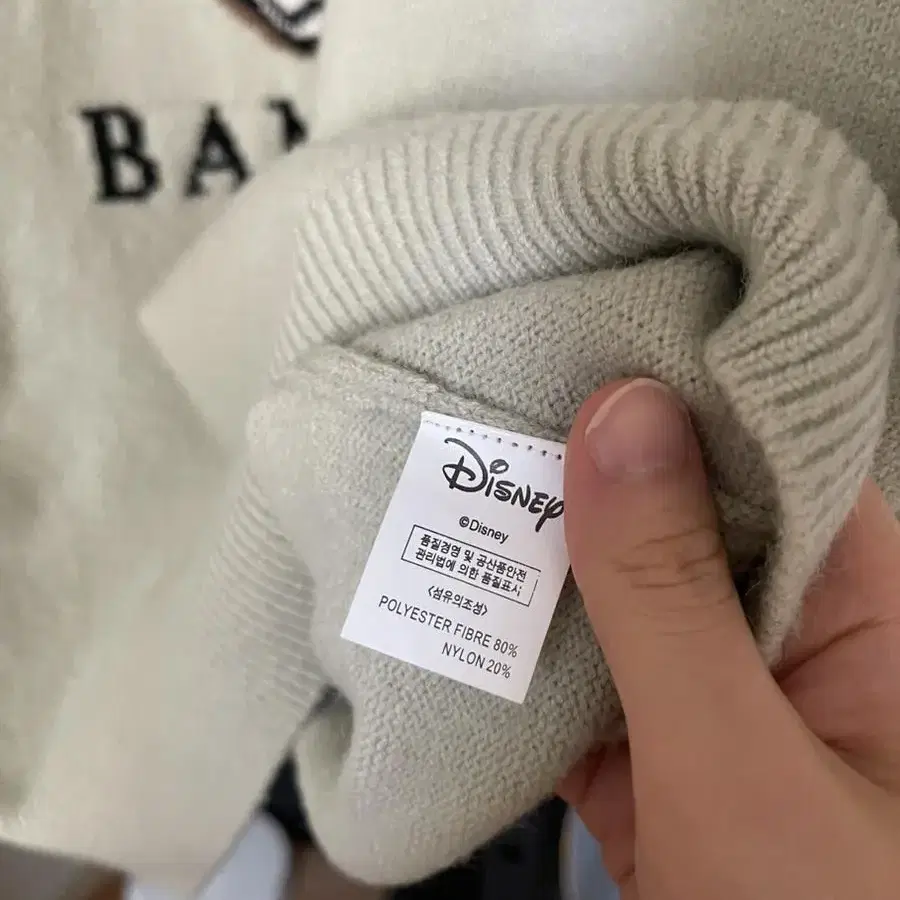 BA
DISNEY
©Disney
품질경영 및 공산품안전
관리법에 의한 품질표시
<섬유의조성>
POLYESTER FIBRE 80%
NYLON 20%